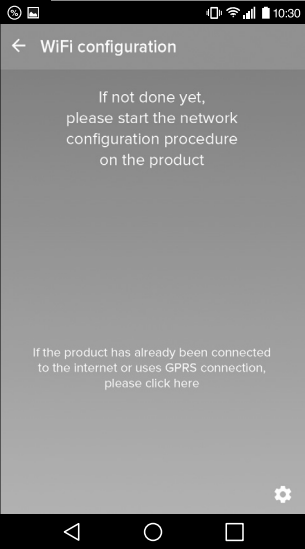 10:30
WiFi configuration
If not done yet,
please start the network
configuration procedure
on the product
If the product has already been connected
to the internet or uses GPRS connection,
please click here